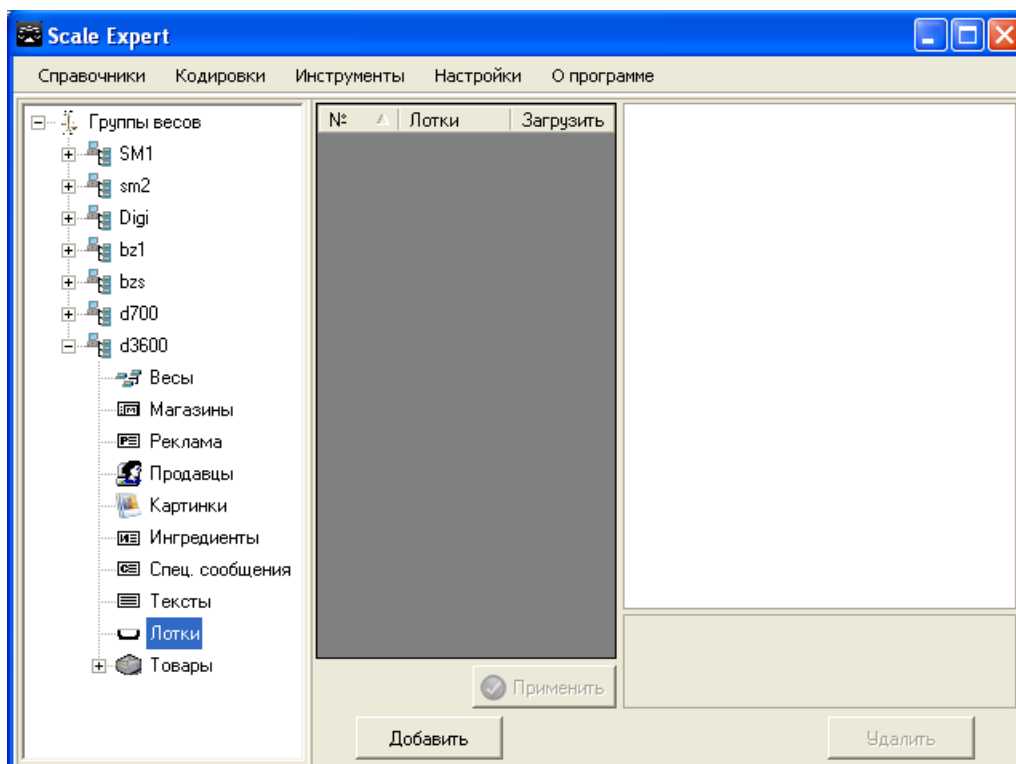 Scale Expert
Справочники Кодировки Инструменты Настройки О программе
Группы весов
№ Лотки Загрузить
SM1
sm2
Digi
bz1
bzs
d700
d3600
Весы
Магазины
Реклама
Продавцы
Картинки
Ингредиенты
Спец. сообщения
Тексты
Лотки
Товары
Применить
Добавить Удалить